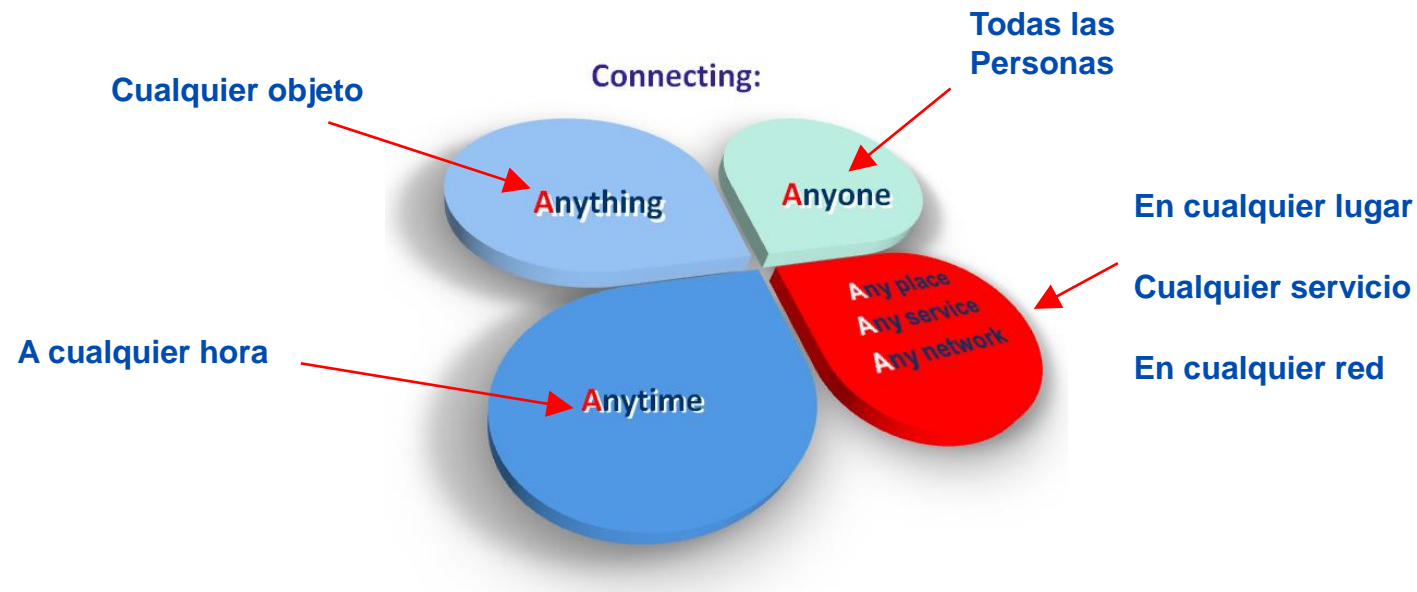 Todas las
Personas
Connecting:
Cualquier objeto
Anything
Anyone
En cualquier lugar
Any place
Any service
Any network
Cualquier servicio
A cualquier hora
En cualquier red
Anytime